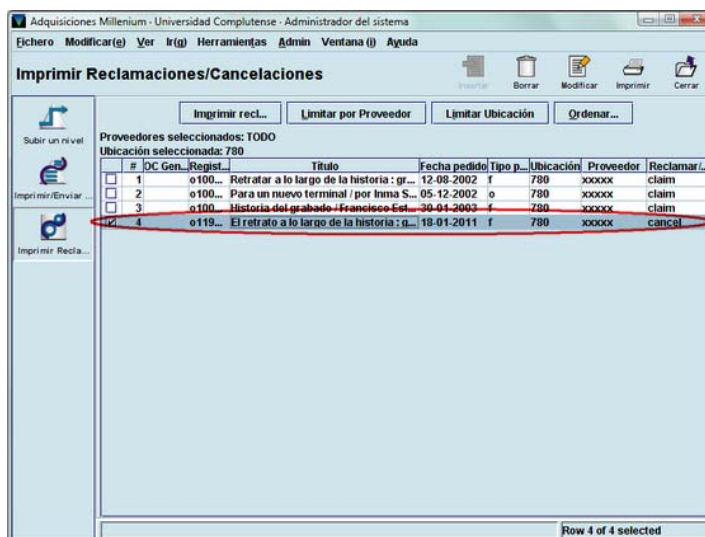 Adquisiciones Millenium - Universidad Complutense - Administrador del sistema
Fichero Modificar(e) Ver Ir(g) Herramientas Admin Ventana (i) Ayuda
Imprimir Reclamaciones/Cancelaciones
Insertar Borrar Modificar Imprimir Cerrar
Subir un nivel
Imprimir/Enviar ...
Imprimir Recla...
Imprimir recl... Limitar por Proveedor Limitar Ubicación Ordenar...
Proveedores seleccionados: TODO
Ubicación seleccionada: 780
# OC Gen... Regist... Título Fecha pedido Tipo p... Ubicación Proveedor Reclamar/...
1 o100... Retratar a lo largo de la historia : gr... 12-08-2002 f 780 xxxxx claim
2 o100... Para un nuevo terminal / por Inma S... 05-12-2002 o 780 xxxxx claim
3 o100... Historia del grabado / Francisco Est... 30-01-2003 f 780 xxxxx claim
4 o119... El retrato a lo largo de la historia : g... 18-01-2011 f 780 xxxxx cancel
Row 4 of 4 selected